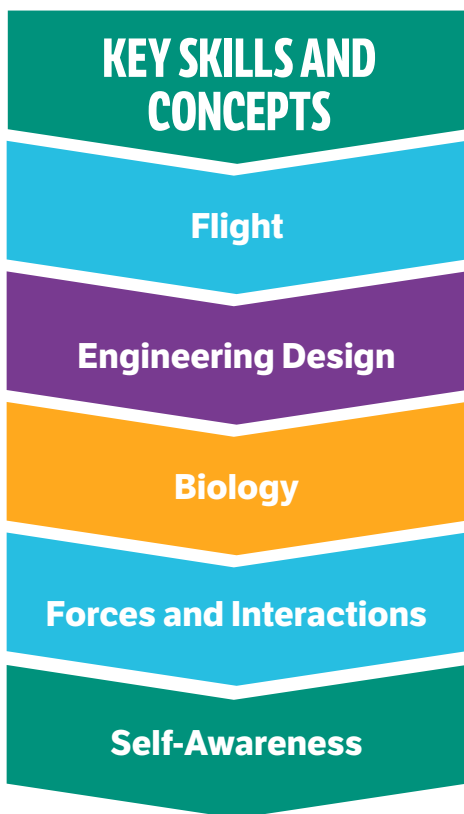 KEY SKILLS AND
CONCEPTS
Flight
Engineering Design
Biology
Forces and Interactions
Self-Awareness